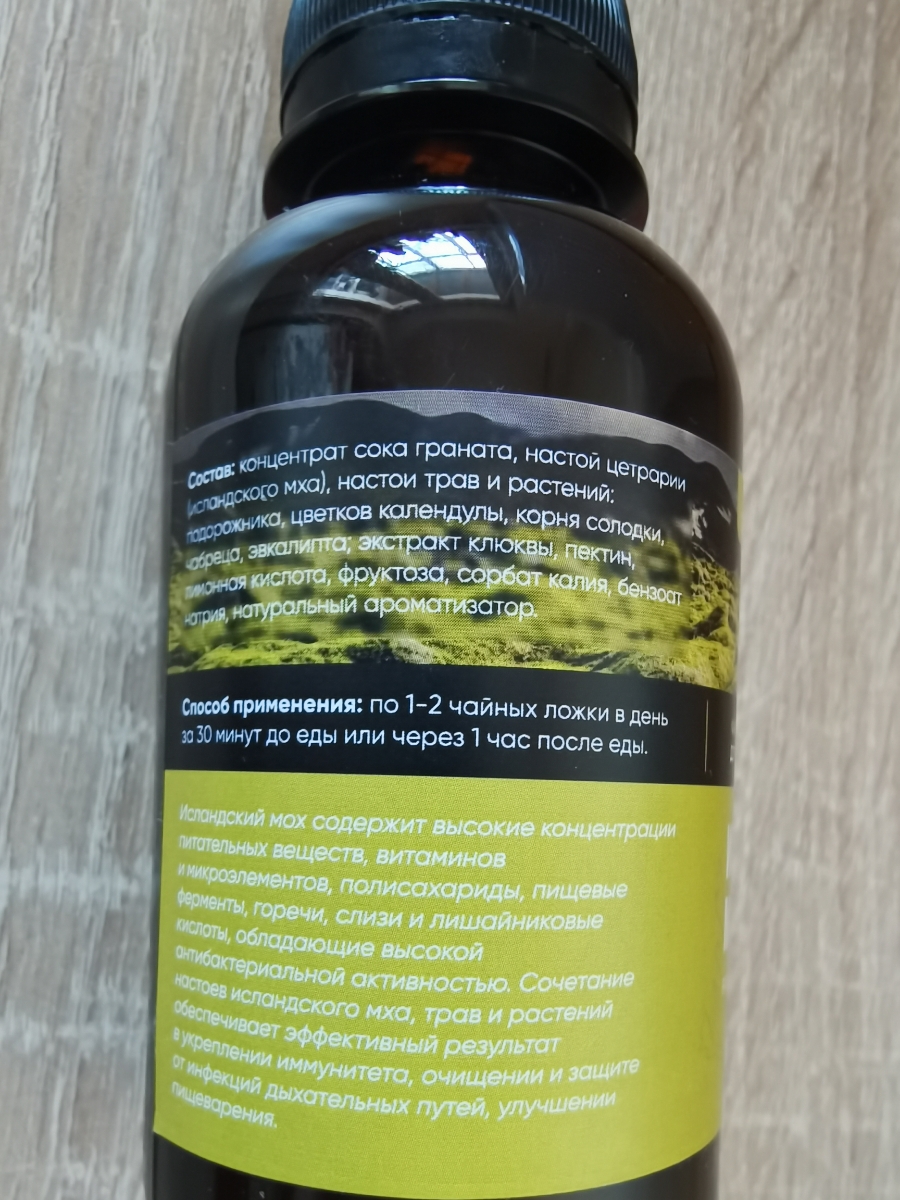 Состав: концентрат сока граната, настой цетрарии
(исландского мха), настои трав и растений:
подорожника, цветков календулы, корня солодки,
чабреца, эвкалипта; экстракт клюквы, пектин,
лимонная кислота, фруктоза, сорбат калия, бензоат
натрия, натуральный ароматизатор.
Способ применения: по 1-2 чайных ложки в день
за 30 минут до еды или через 1 час после еды.
Исландский мох содержит высокие концентрации
питательных веществ, витаминов
и микроэлементов, полисахариды, пищевые
ферменты, горечи, слизи и лишайниковые
кислоты, обладающие высокой
антибактериальной активностью. Сочетание
настоев исландского мха, трав и растений
обеспечивает эффективный результат
в укреплении иммунитета, очищении и защите
от инфекций дыхательных путей, улучшении
пищеварения.